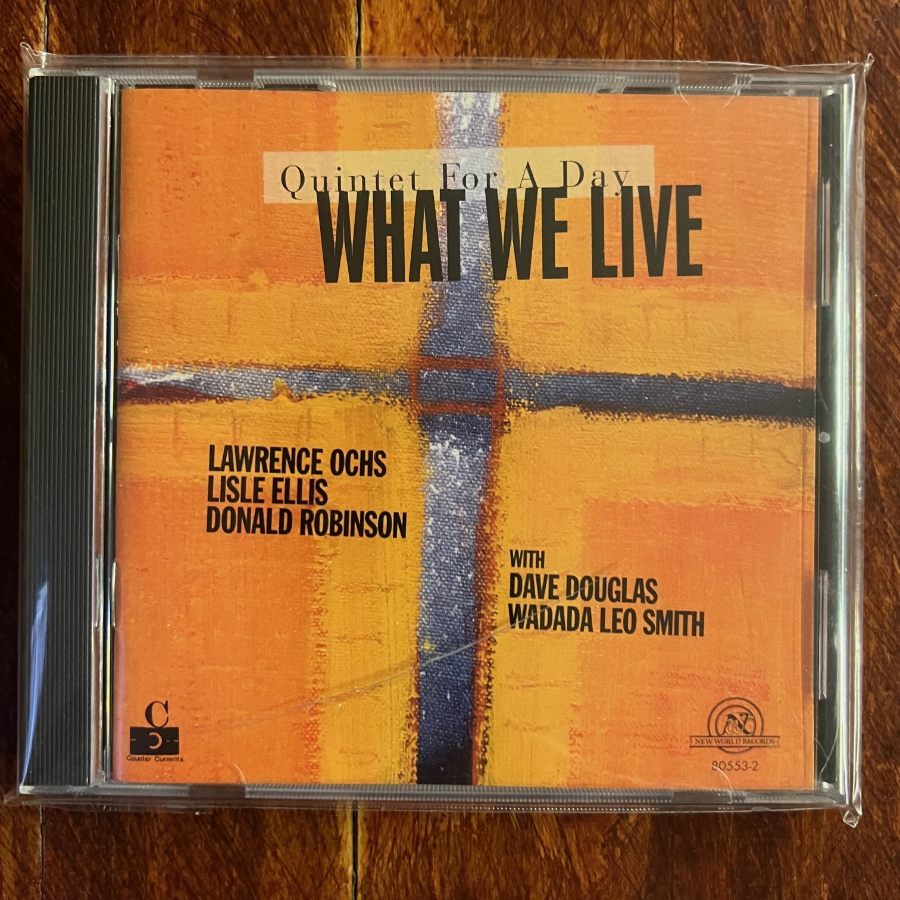 Quintet For A Day
WHAT WE LIVE
LAWRENCE OCHS
LISLE ELLIS
DONALD ROBINSON
WITH
DAVE DOUGLAS
WADADA LEO SMITH
C
Counter Currents
NEW WORLD RECORDS
80553-2